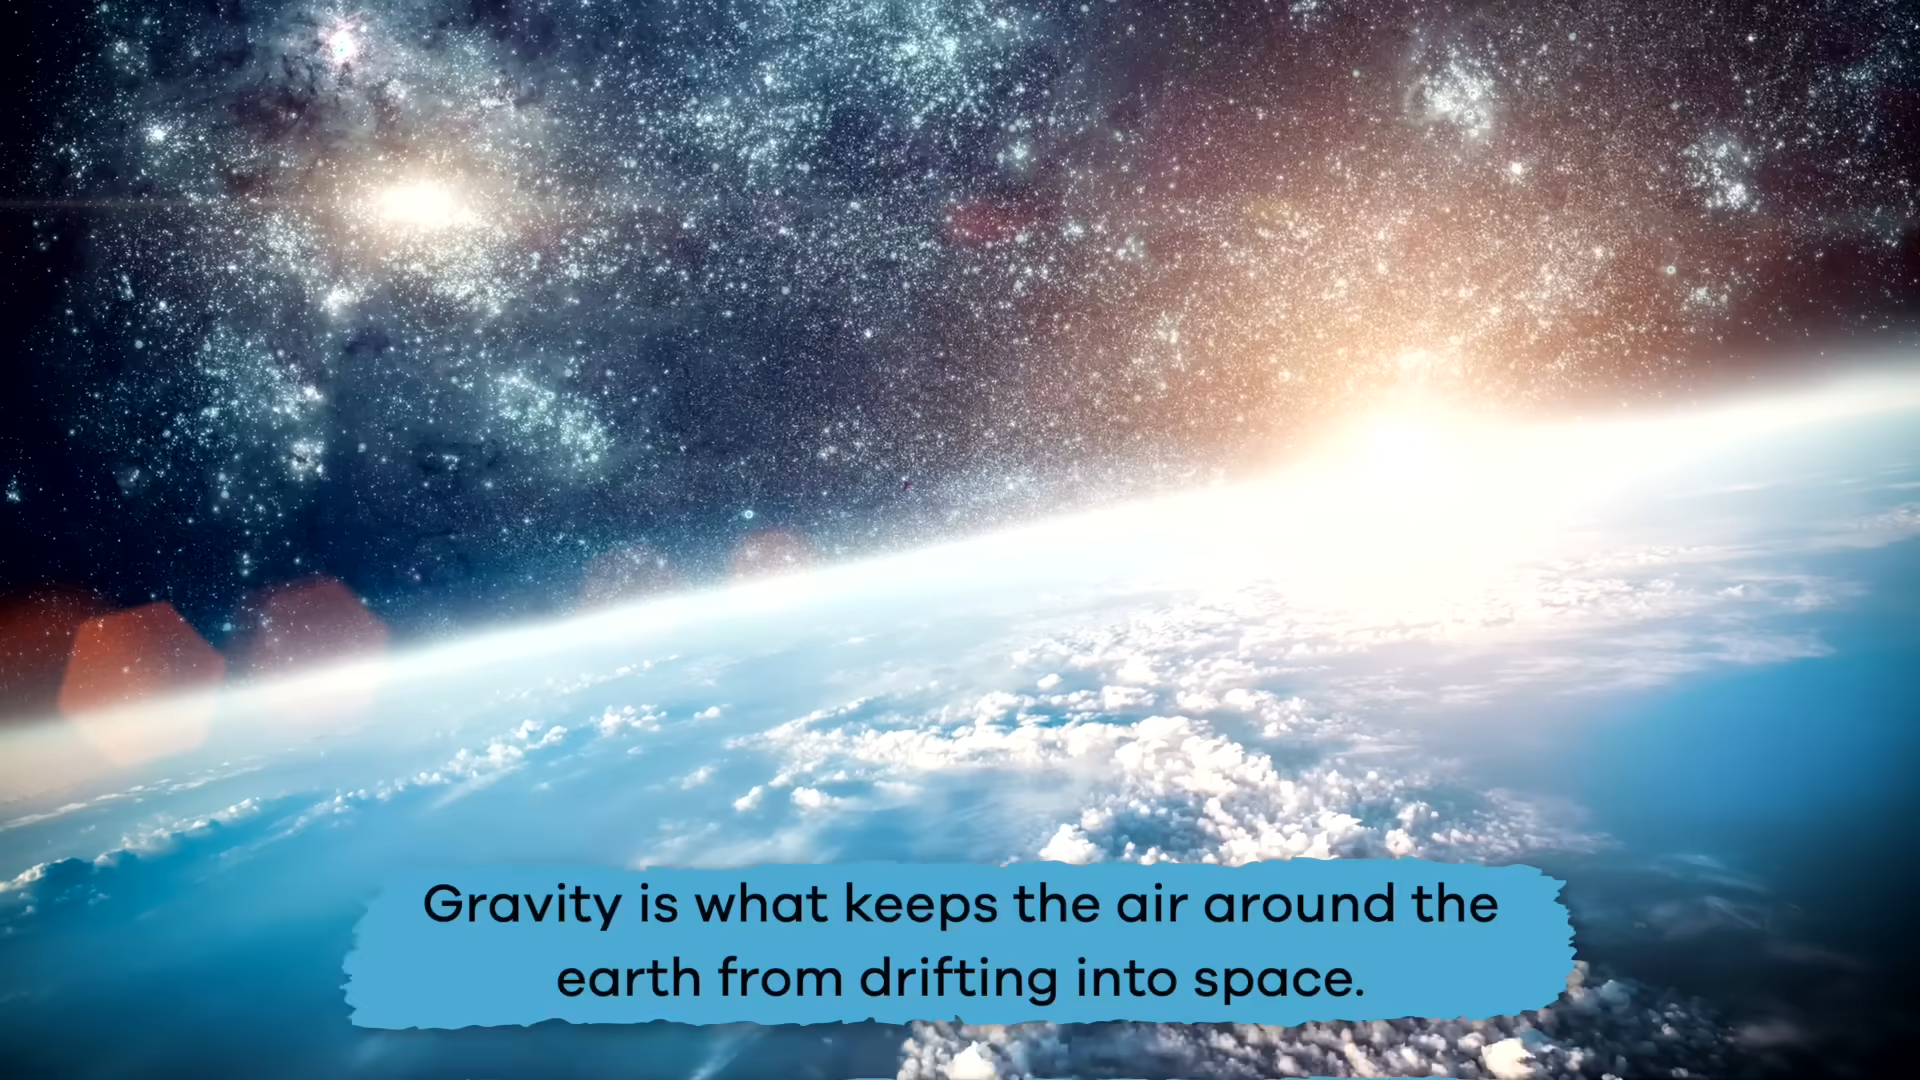 Gravity is what keeps the air around the
earth from drifting into space.